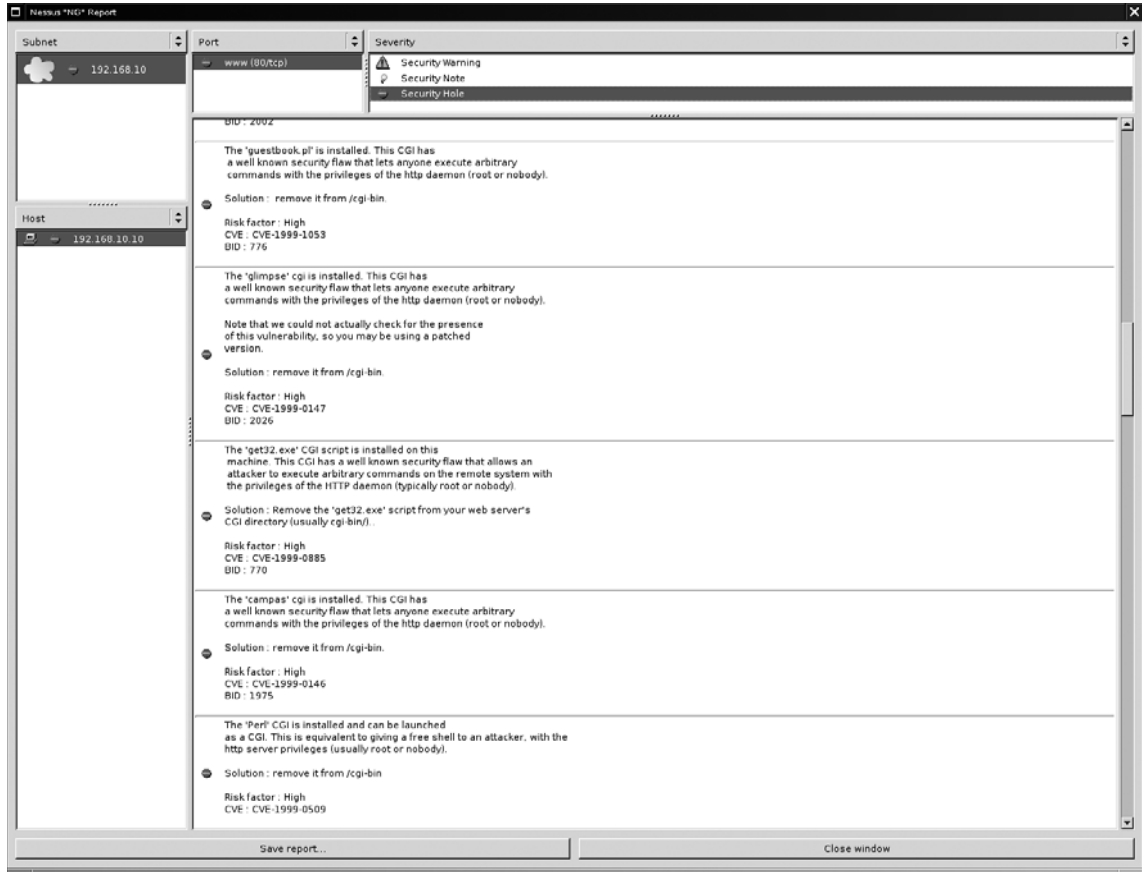 Nessus "NG" Report
Subnet
192.168.10
Port
www (80/tcp)
Severity
Security Warning
Security Note
Security Hole
Host
192.168.10.10
BID : 2002
The 'guestbook.pl' is installed. This CGI has
a well known security flaw that lets anyone execute arbitrary
commands with the privileges of the http daemon (root or nobody).
Solution : remove it from /cgi-bin.
Risk factor : High
CVE : CVE-1999-1053
BID : 776
The 'glimpse' cgi is installed. This CGI has
a well known security flaw that lets anyone execute arbitrary
commands with the privileges of the http daemon (root or nobody).
Note that we could not actually check for the presence
of this vulnerability, so you may be using a patched
version.
Solution : remove it from /cgi-bin.
Risk factor : High
CVE : CVE-1999-0147
BID : 2026
The 'get32.exe' CGI script is installed on this
machine. This CGI has a well known security flaw that allows an
attacker to execute arbitrary commands on the remote system with
the privileges of the HTTP daemon (typically root or nobody).
Solution : Remove the 'get32.exe' script from your web server's
CGI directory (usually cgi-bin/)..
Risk factor : High
CVE : CVE-1999-0885
BID : 770
The 'campas' cgi is installed. This CGI has
a well known security flaw that lets anyone execute arbitrary
commands with the privileges of the http daemon (root or nobody).
Solution : remove it from /cgi-bin.
Risk factor : High
CVE : CVE-1999-0146
BID : 1975
The 'Perl' CGI is installed and can be launched
as a CGI. This is equivalent to giving a free shell to an attacker, with the
http server privileges (usually root or nobody).
Solution : remove it from /cgi-bin
Risk factor : High
CVE : CVE-1999-0509
Save report...
Close window